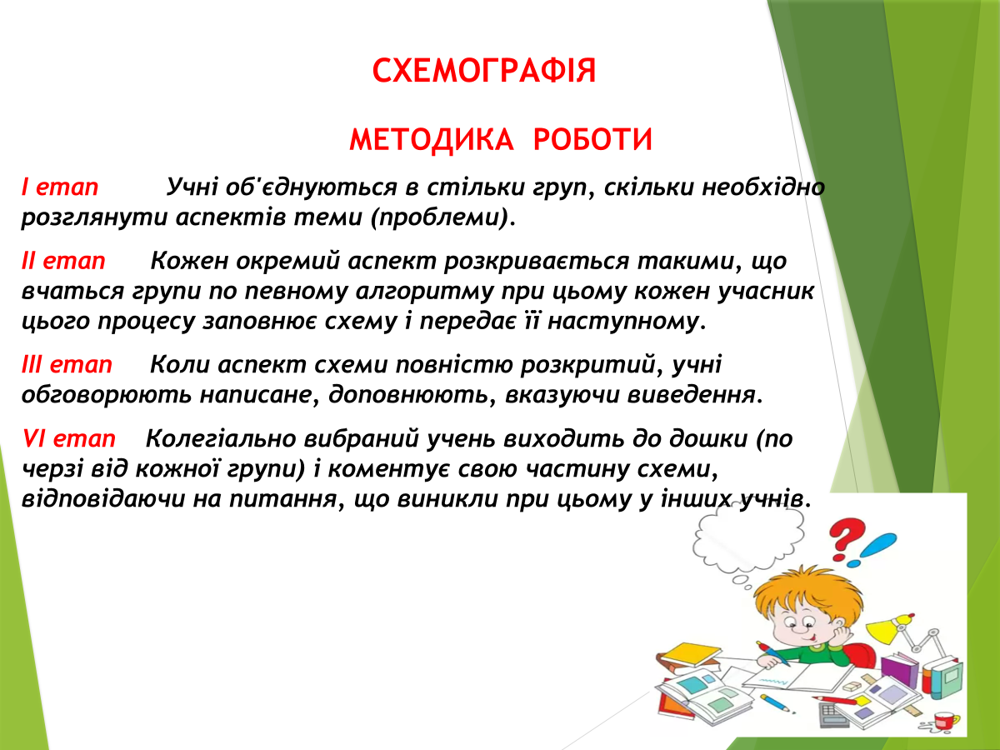 СХЕМОГРАФІЯ
МЕТОДИКА РОБОТИ
І етап Учні об'єднуються в стільки груп, скільки необхідно
розглянути аспектів теми (проблеми).
ІІ етап Кожен окремий аспект розкривається такими, що
вчаться групи по певному алгоритму при цьому кожен учасник
цього процесу заповнює схему і передає її наступному.
ІІІ етап Коли аспект схеми повністю розкритий, учні
обговорюють написане, доповнюють, вказуючи виведення.
VI етап Колегіально вибраний учень виходить до дошки (по
черзі від кожної групи) і коментує свою частину схеми,
відповідаючи на питання, що виникли при цьому у інших учнів.